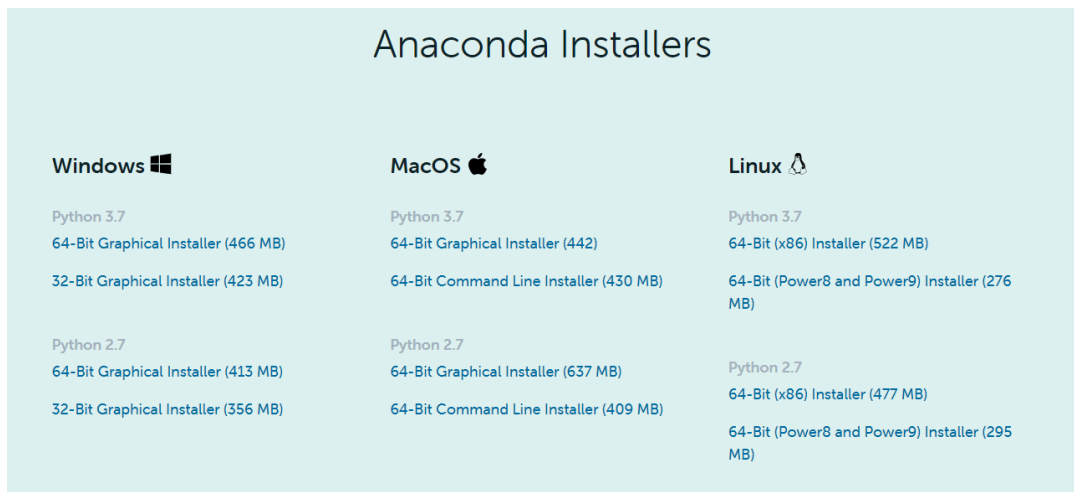 Anaconda Installers
Windows
Python 3.7
64-Bit Graphical Installer (466 MB)
32-Bit Graphical Installer (423 MB)
Python 2.7
64-Bit Graphical Installer (413 MB)
32-Bit Graphical Installer (356 MB)
MacOS
Python 3.7
64-Bit Graphical Installer (442)
64-Bit Command Line Installer (430 MB)
Python 2.7
64-Bit Graphical Installer (637 MB)
64-Bit Command Line Installer (409 MB)
Linux
Python 3.7
64-Bit (x86) Installer (522 MB)
64-Bit (Power8 and Power9) Installer (276
MB)
Python 2.7
64-Bit (x86) Installer (477 MB)
64-Bit (Power8 and Power9) Installer (295
MB)